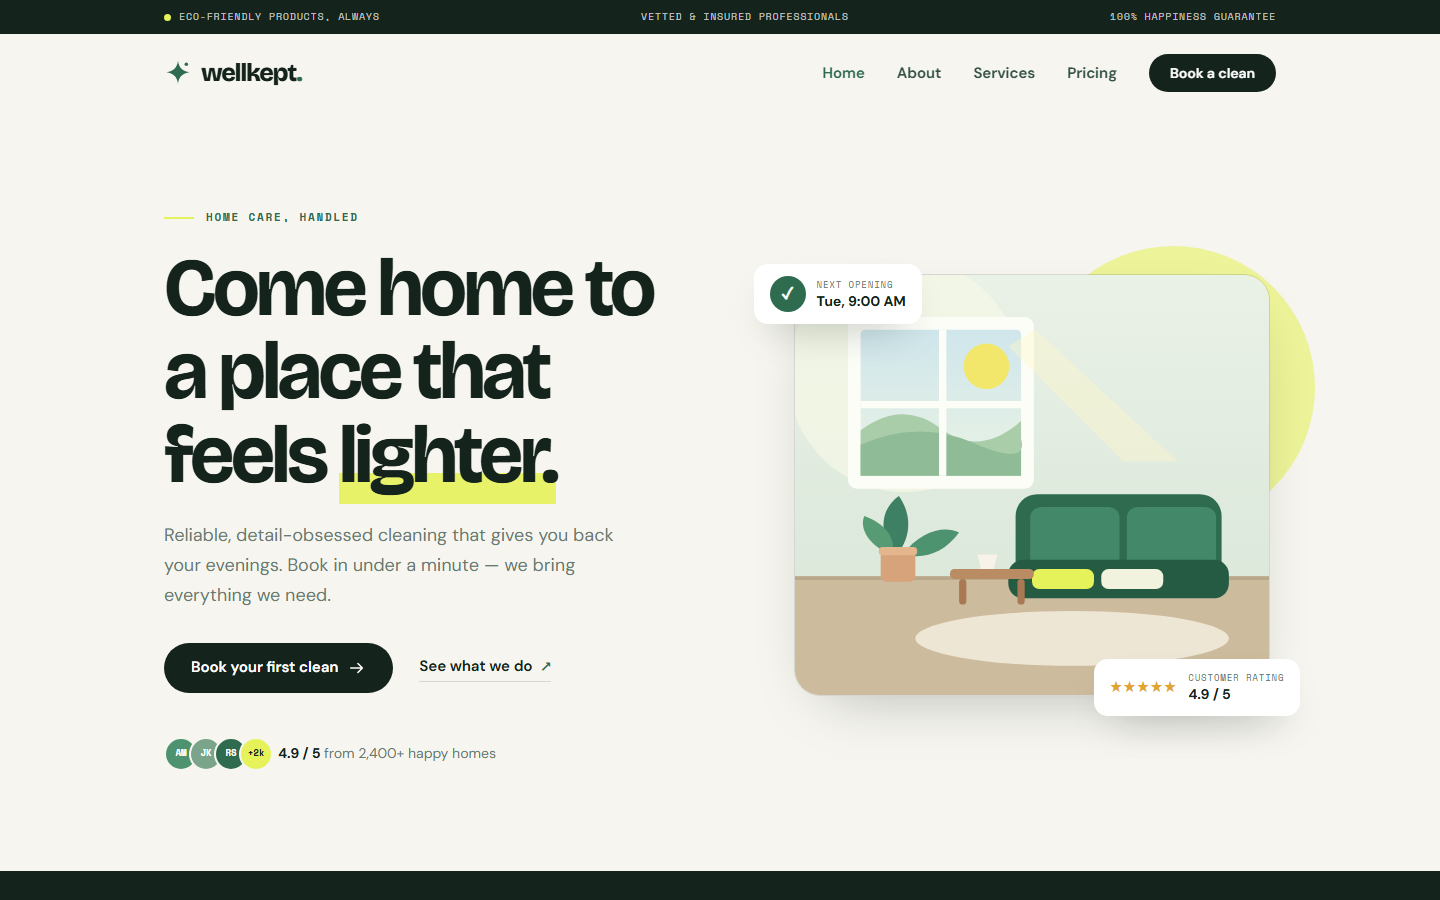 ECO-FRIENDLY PRODUCTS, ALWAYS
VETTED & INSURED PROFESSIONALS
100% HAPPINESS GUARANTEE
wellkept.
Home
About
Services
Pricing
Book a clean
HOME CARE, HANDLED
Come home to
a place that
feels lighter.
Reliable, detail-obsessed cleaning that gives you back
your evenings. Book in under a minute — we bring
everything we need.
Book your first clean →
See what we do ↗
AM
JK
RS
+2k
4.9 / 5 from 2,400+ happy homes
✓
NEXT OPENING
Tue, 9:00 AM
★★★★★
CUSTOMER RATING
4.9 / 5